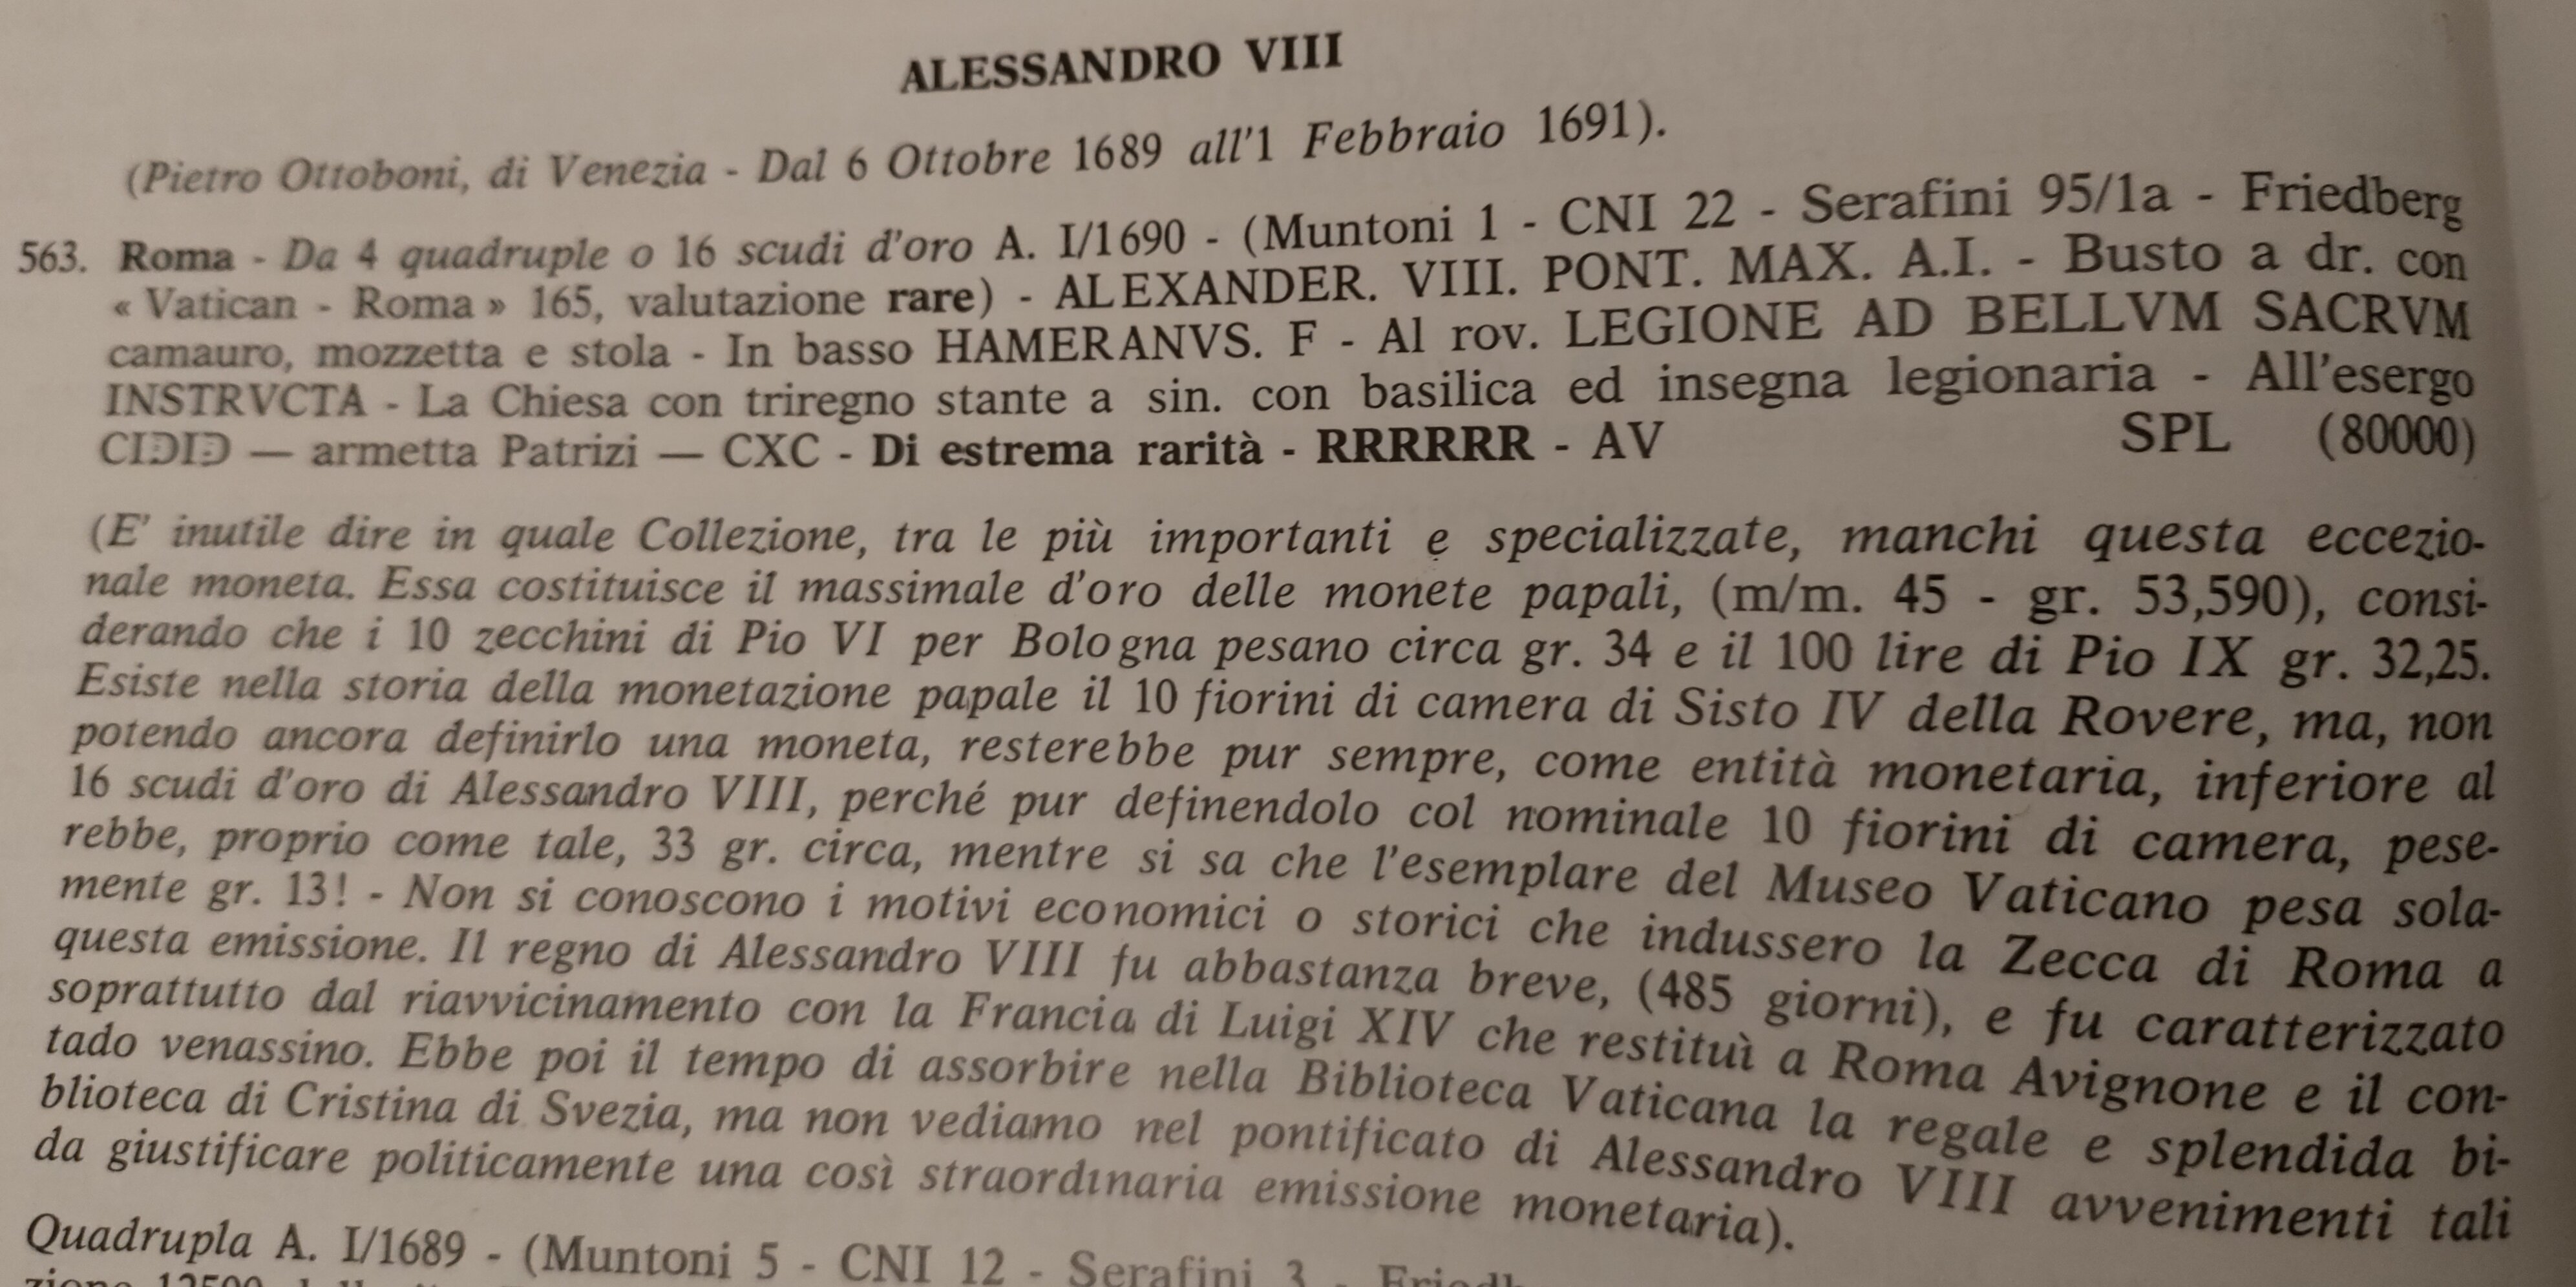 ALESSANDRO VIII
(Pietro Ottoboni, di Venezia - Dal 6 Ottobre 1689 all'1 Febbraio 1691).
563. Roma - Da 4 quadruple o 16 scudi d'oro A. I/1690 - (Muntoni 1 - CNI 22 - Serafini 95/1a - Friedberg
« Vatican - Roma » 165, valutazione rare) - ALEXANDER. VIII. PONT. MAX. A.I. - Busto a dr. con
camauro, mozzetta e stola - In basso HAMERANVS. F - Al rov. LEGIONE AD BELLVM SACRVM
INSTRVCTA - La Chiesa con triregno stante a sin. con basilica ed insegna legionaria - All'esergo
CIƆIƆ — armetta Patrizi — CXC - Di estrema rarità - RRRRRR - AV SPL (80000)
(E' inutile dire in quale Collezione, tra le più importanti e specializzate, manchi questa eccezio-
nale moneta. Essa costituisce il massimale d'oro delle monete papali, (m/m. 45 - gr. 53,590), consi-
derando che i 10 zecchini di Pio VI per Bologna pesano circa gr. 34 e il 100 lire di Pio IX gr. 32,25.
Esiste nella storia della monetazione papale il 10 fiorini di camera di Sisto IV della Rovere, ma, non
potendo ancora definirlo una moneta, resterebbe pur sempre, come entità monetaria, inferiore al
16 scudi d'oro di Alessandro VIII, perché pur definendolo col nominale 10 fiorini di camera, pese-
rebbe, proprio come tale, 33 gr. circa, mentre si sa che l'esemplare del Museo Vaticano pesa sola-
mente gr. 13! - Non si conoscono i motivi economici o storici che indussero la Zecca di Roma a
questa emissione. Il regno di Alessandro VIII fu abbastanza breve, (485 giorni), e fu caratterizzato
soprattutto dal riavvicinamento con la Francia di Luigi XIV che restituì a Roma Avignone e il con-
tado venassino. Ebbe poi il tempo di assorbire nella Biblioteca Vaticana la regale e splendida bi-
blioteca di Cristina di Svezia, ma non vediamo nel pontificato di Alessandro VIII avvenimenti tali
da giustificare politicamente una così straordinaria emissione monetaria).
Quadrupla A. I/1689 - (Muntoni 5 - CNI 12 - Serafini 3 -